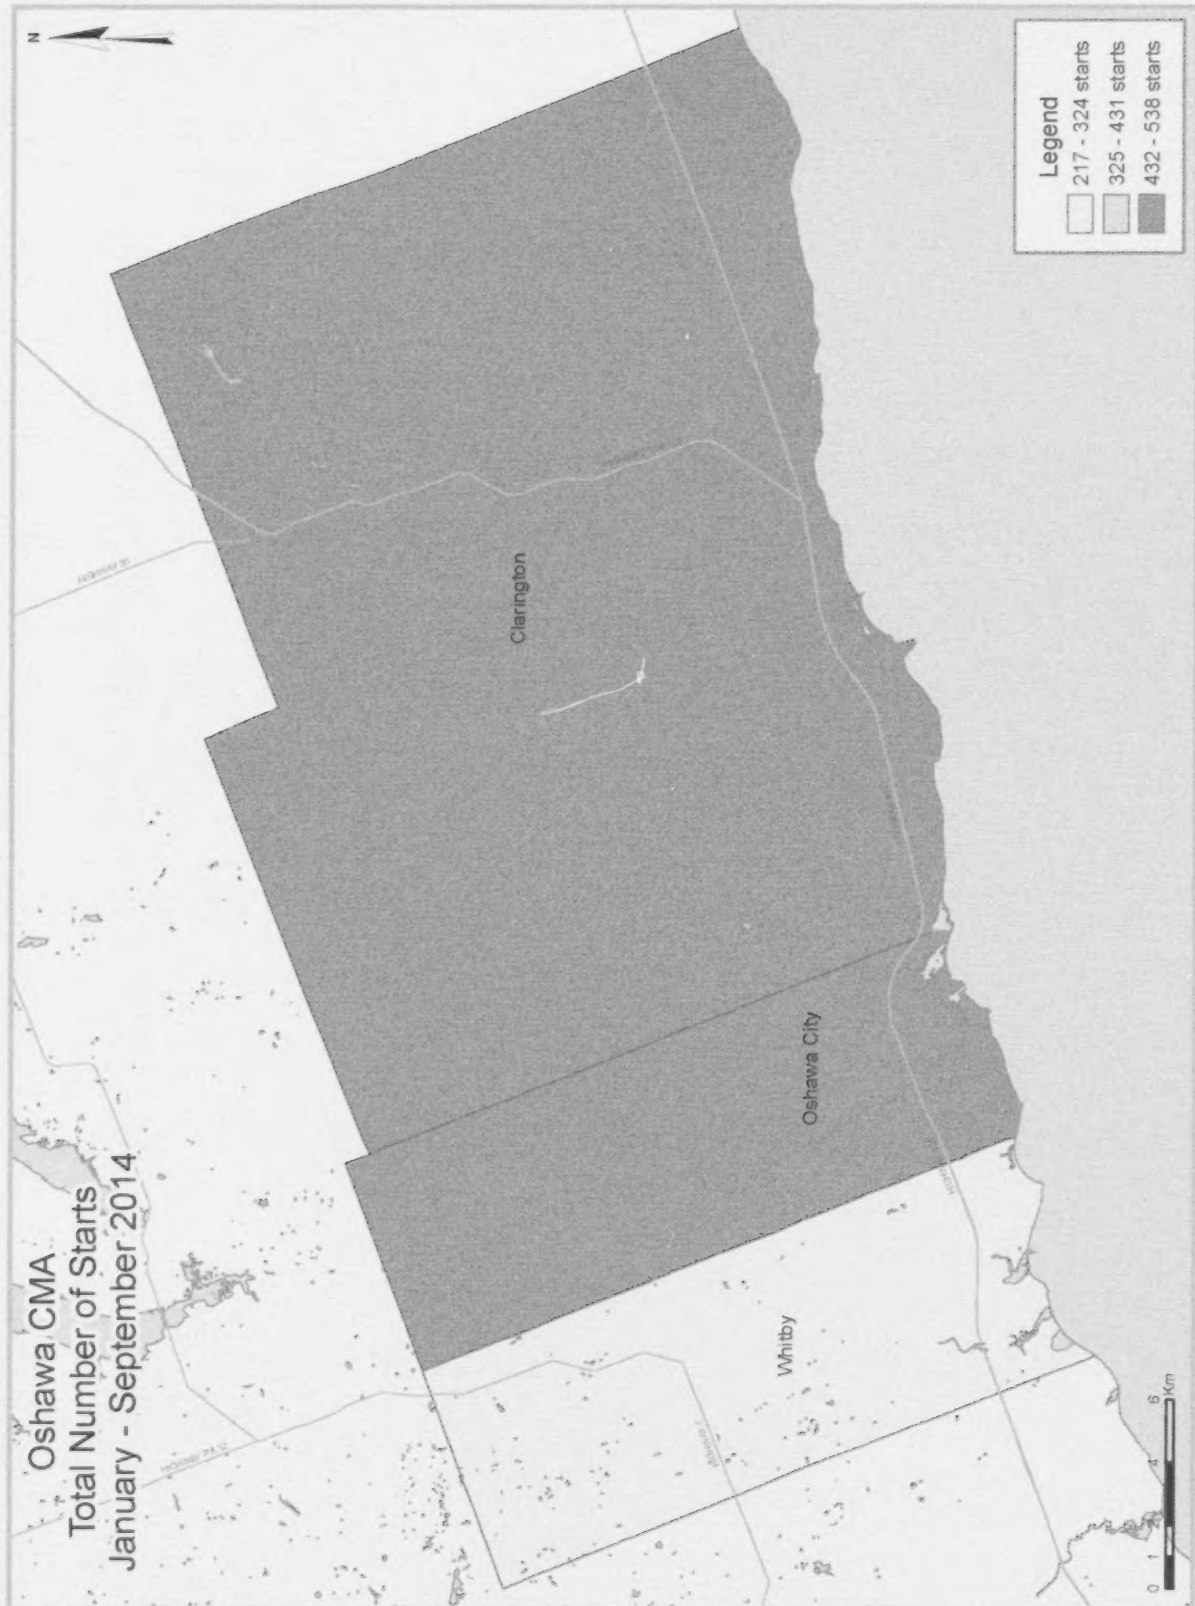 Oshawa CMA
Total Number of Starts
January - September 2014
N
Clarington
Oshawa City
Whitby
Legend
217 - 324 starts
325 - 431 starts
432 - 538 starts
0 1 2 4 6
Km